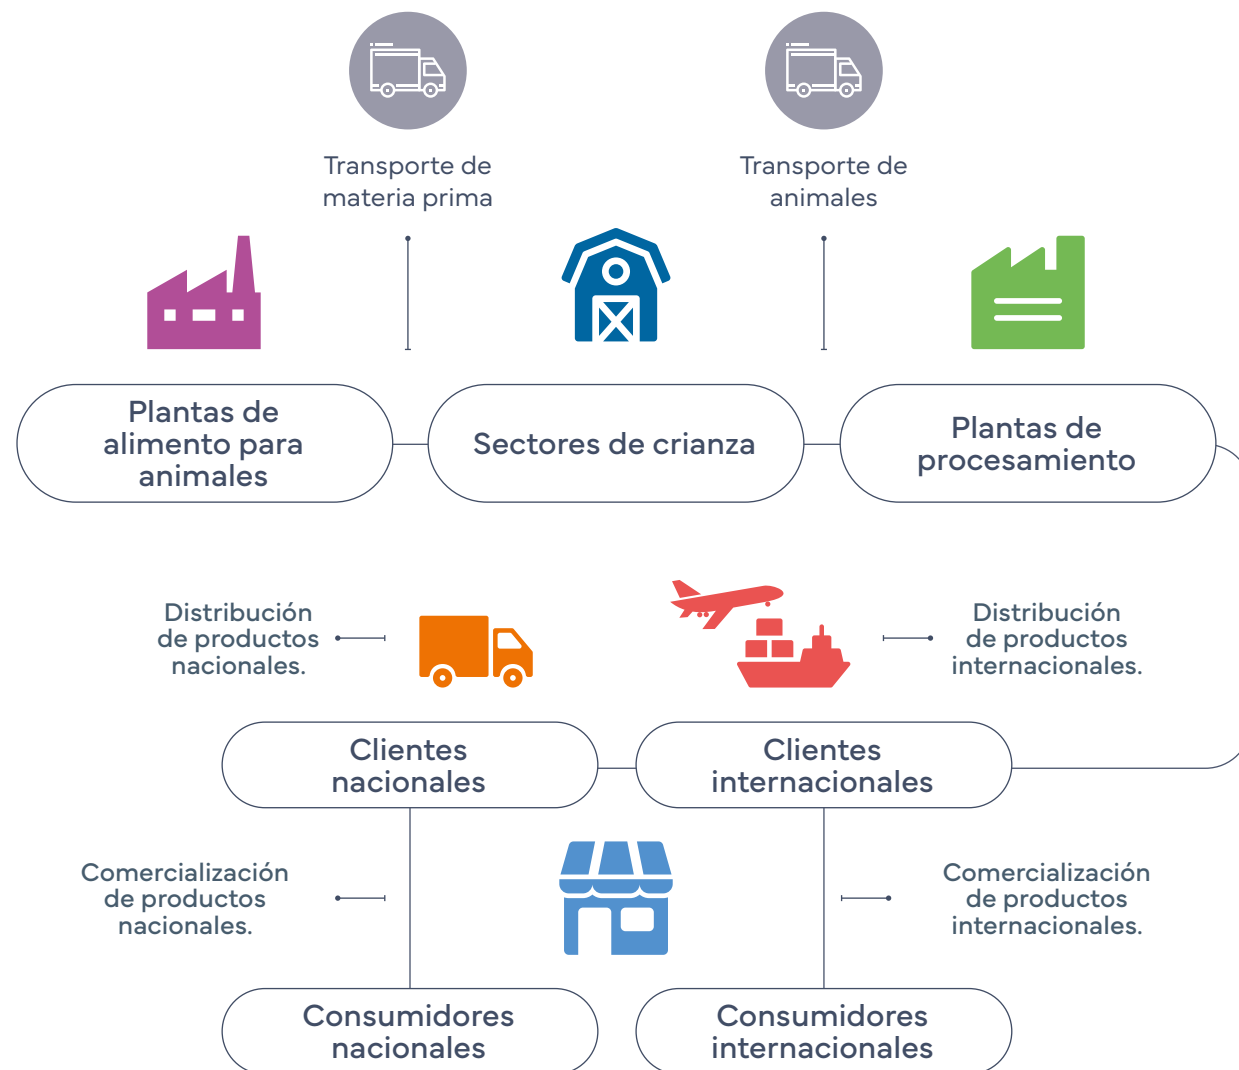 Transporte de
materia prima
Transporte de
animales
Plantas de
alimento para
animales
Sectores de crianza
Plantas de
procesamiento
Distribución
de productos
nacionales.
Distribución
de productos
internacionales.
Clientes
nacionales
Clientes
internacionales
Comercialización
de productos
nacionales.
Comercialización
de productos
internacionales.
Consumidores
nacionales
Consumidores
internacionales